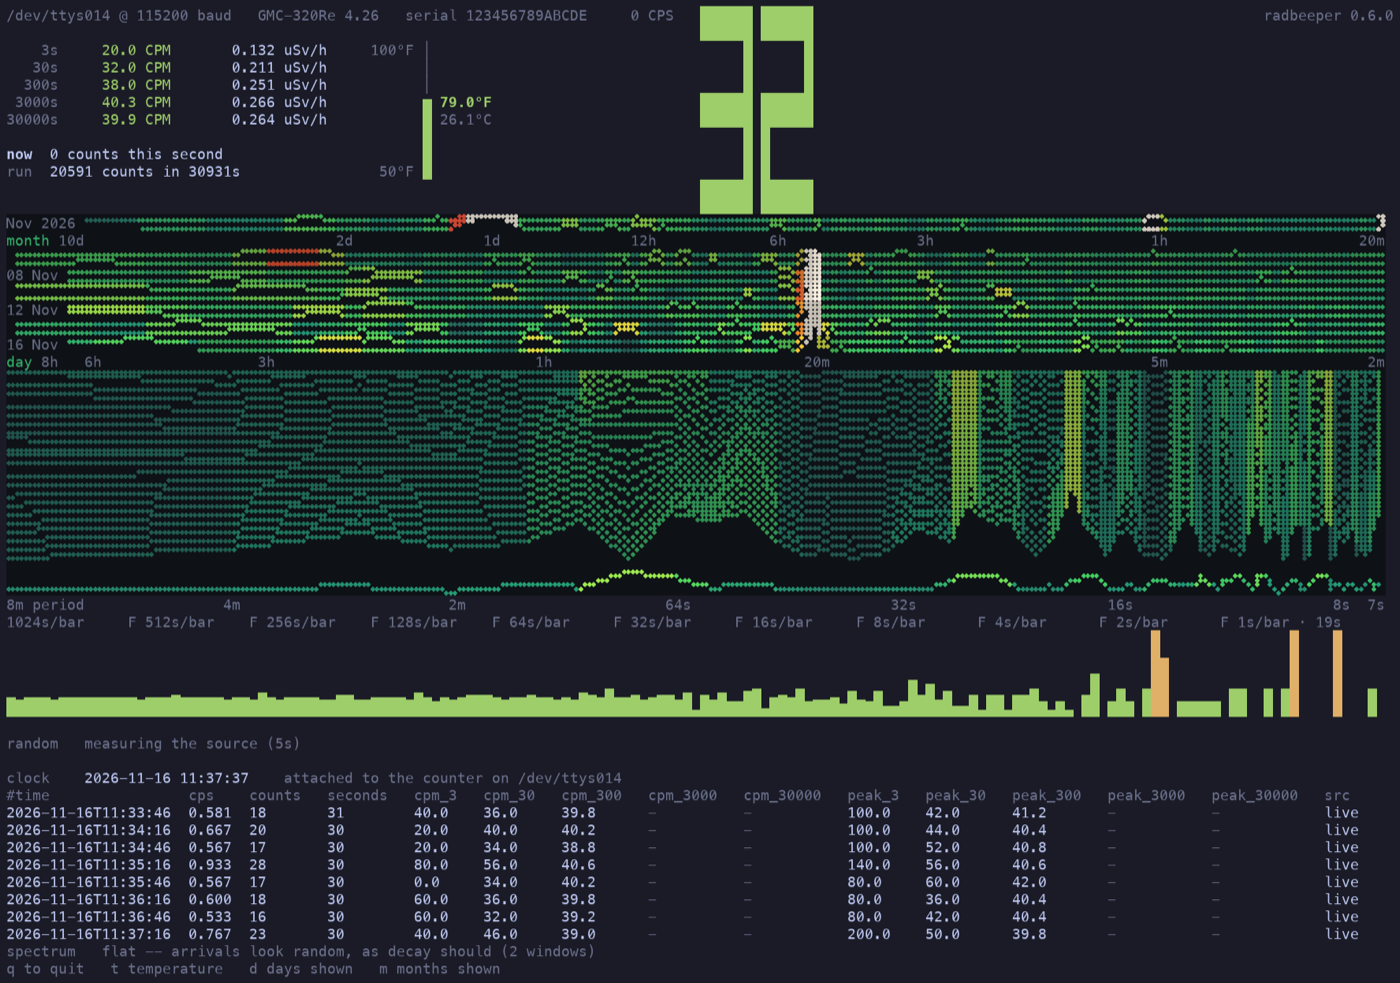 /dev/ttys014 @ 115200 baud   GMC-320Re 4.26   serial 123456789ABCDE     0 CPS     radbeeper 0.6.0
32
3s     20.0 CPM       0.132 uSv/h     100°F
30s     32.0 CPM       0.211 uSv/h
300s     38.0 CPM       0.251 uSv/h
3000s     40.3 CPM       0.266 uSv/h     79.0°F
30000s     39.9 CPM       0.264 uSv/h     26.1°C
now  0 counts this second
run  20591 counts in 30931s     50°F
Nov 2026
month 10d     2d     1d     12h     6h     3h     1h     20m
08 Nov
12 Nov
16 Nov
day 8h   6h     3h     1h     20m     5m     2m
8m period     4m     2m     64s     32s     16s     8s  7s
1024s/bar     F 512s/bar    F 256s/bar    F 128s/bar    F 64s/bar     F 32s/bar     F 16s/bar     F 8s/bar      F 4s/bar      F 2s/bar      F 1s/bar · 19s
random   measuring the source (5s)
clock    2026-11-16 11:37:37    attached to the counter on /dev/ttys014
#time                cps    counts   seconds   cpm_3   cpm_30   cpm_300   cpm_3000   cpm_30000   peak_3   peak_30   peak_300   peak_3000   peak_30000   src
2026-11-16T11:33:46  0.581  18       31        40.0    36.0     39.8      —          —           100.0    42.0      41.2       —           —            live
2026-11-16T11:34:16  0.667  20       30        20.0    40.0     40.2      —          —           100.0    44.0      40.4       —           —            live
2026-11-16T11:34:46  0.567  17       30        20.0    34.0     38.8      —          —           100.0    52.0      40.8       —           —            live
2026-11-16T11:35:16  0.933  28       30        80.0    56.0     40.6      —          —           140.0    56.0      40.6       —           —            live
2026-11-16T11:35:46  0.567  17       30        0.0     34.0     40.2      —          —           80.0     60.0      42.0       —           —            live
2026-11-16T11:36:16  0.600  18       30        60.0    36.0     39.8      —          —           80.0     36.0      40.4       —           —            live
2026-11-16T11:36:46  0.533  16       30        60.0    32.0     39.2      —          —           80.0     42.0      40.4       —           —            live
2026-11-16T11:37:16  0.767  23       30        40.0    46.0     39.0      —          —           200.0    50.0      39.8       —           —            live
spectrum   flat —— arrivals look random, as decay should (2 windows)
q to quit   t temperature   d days shown   m months shown